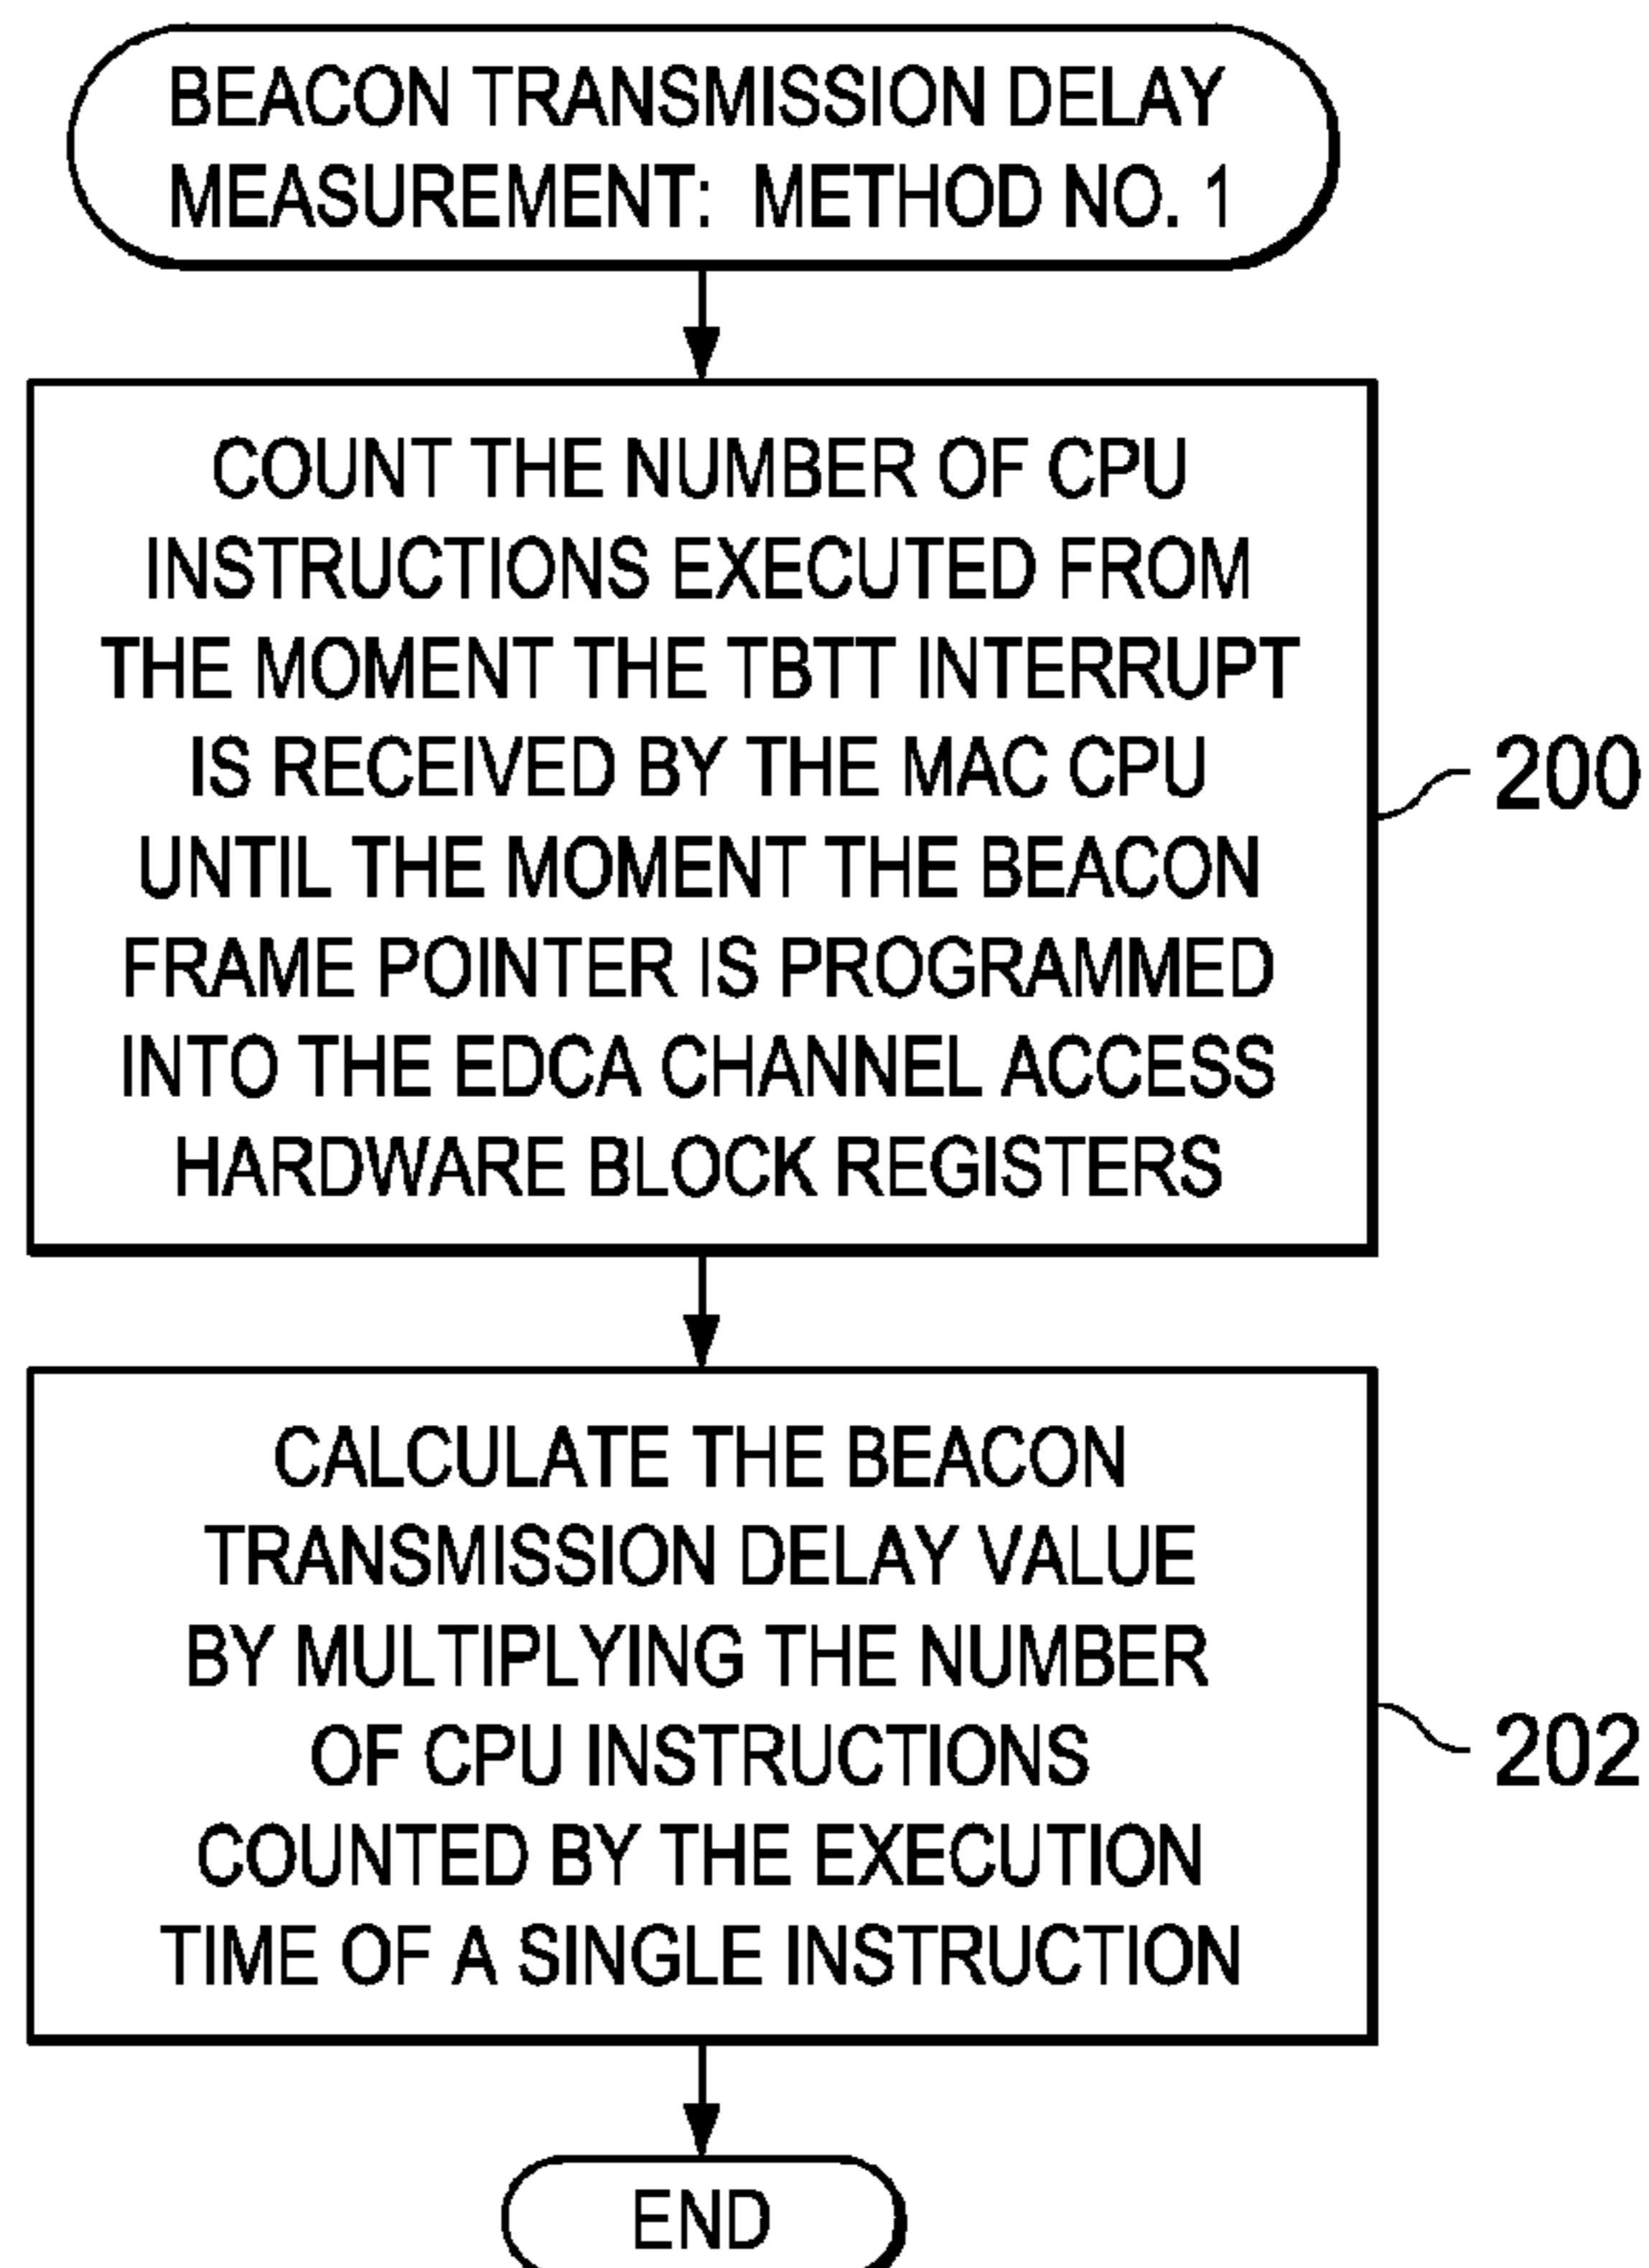 BEACON TRANSMISSION DELAY
MEASUREMENT: METHOD NO. 1
COUNT THE NUMBER OF CPU
INSTRUCTIONS EXECUTED FROM
THE MOMENT THE TBTT INTERRUPT
IS RECEIVED BY THE MAC CPU
UNTIL THE MOMENT THE BEACON
FRAME POINTER IS PROGRAMMED
INTO THE EDCA CHANNEL ACCESS
HARDWARE BLOCK REGISTERS
200
CALCULATE THE BEACON
TRANSMISSION DELAY VALUE
BY MULTIPLYING THE NUMBER
OF CPU INSTRUCTIONS
COUNTED BY THE EXECUTION
TIME OF A SINGLE INSTRUCTION
202
END